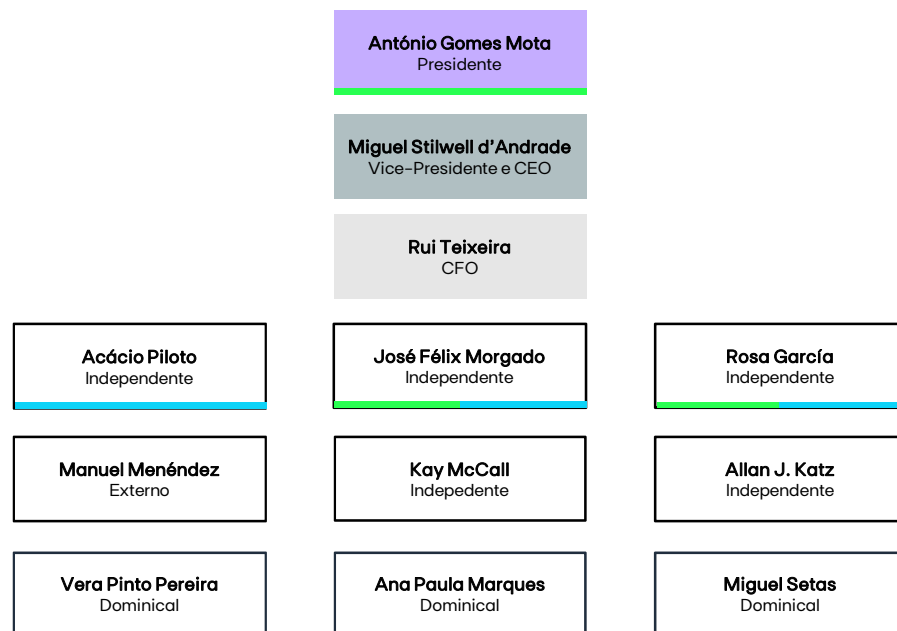 António Gomes Mota
Presidente
Miguel Stilwell d'Andrade
Vice-Presidente e CEO
Rui Teixeira
CFO
Acácio Piloto
Independente
José Félix Morgado
Independente
Rosa García
Independente
Manuel Menéndez
Externo
Kay McCall
Indepedente
Allan J. Katz
Independente
Vera Pinto Pereira
Dominical
Ana Paula Marques
Dominical
Miguel Setas
Dominical